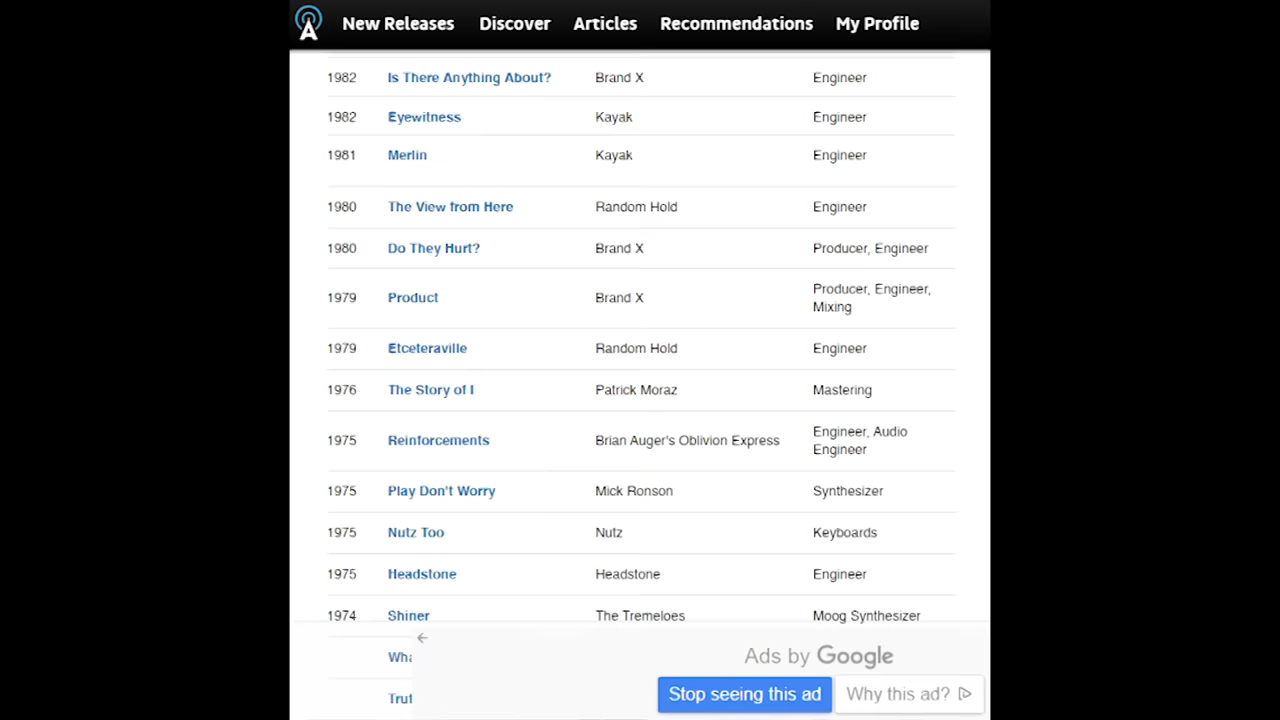 New Releases Discover Articles Recommendations My Profile
1982 Is There Anything About? Brand X Engineer
1982 Eyewitness Kayak Engineer
1981 Merlin Kayak Engineer
1980 The View from Here Random Hold Engineer
1980 Do They Hurt? Brand X Producer, Engineer
1979 Product Brand X Producer, Engineer,
Mixing
1979 Etceteraville Random Hold Engineer
1976 The Story of I Patrick Moraz Mastering
1975 Reinforcements Brian Auger's Oblivion Express Engineer, Audio
Engineer
1975 Play Don't Worry Mick Ronson Synthesizer
1975 Nutz Too Nutz Keyboards
1975 Headstone Headstone Engineer
1974 Shiner The Tremeloes Moog Synthesizer
Wha
Ads by Google
Trut
Stop seeing this ad Why this ad?